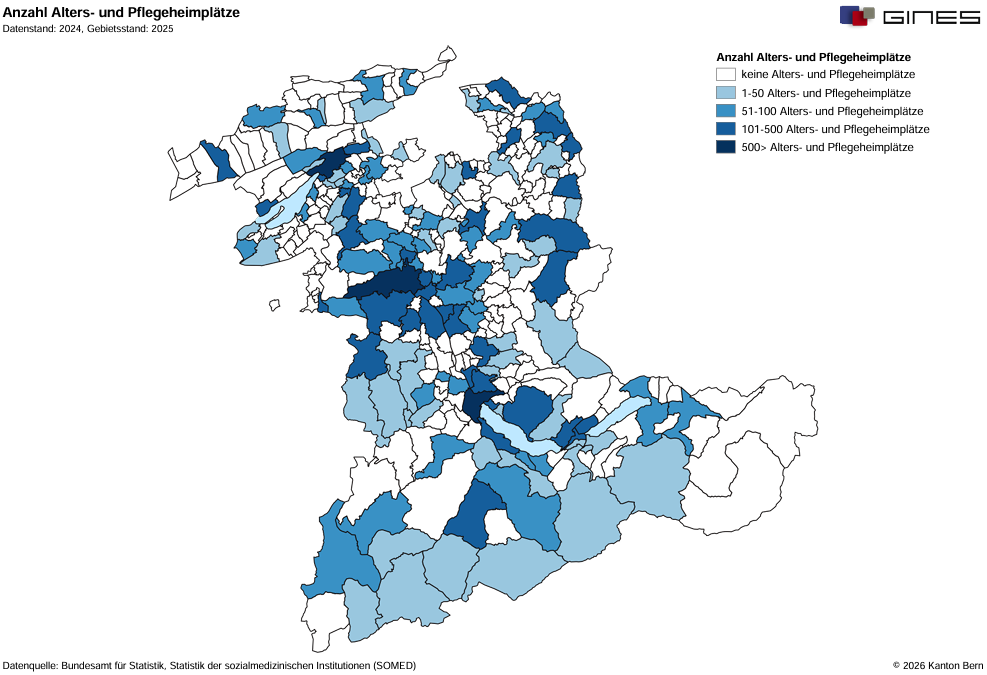 Anzahl Alters- und Pflegeheimplätze
Datenstand: 2024, Gebietsstand: 2025
GINES
Anzahl Alters- und Pflegeheimplätze
keine Alters- und Pflegeheimplätze
1-50 Alters- und Pflegeheimplätze
51-100 Alters- und Pflegeheimplätze
101-500 Alters- und Pflegeheimplätze
500> Alters- und Pflegeheimplätze
Datenquelle: Bundesamt für Statistik, Statistik der sozialmedizinischen Institutionen (SOMED)
© 2026 Kanton Bern